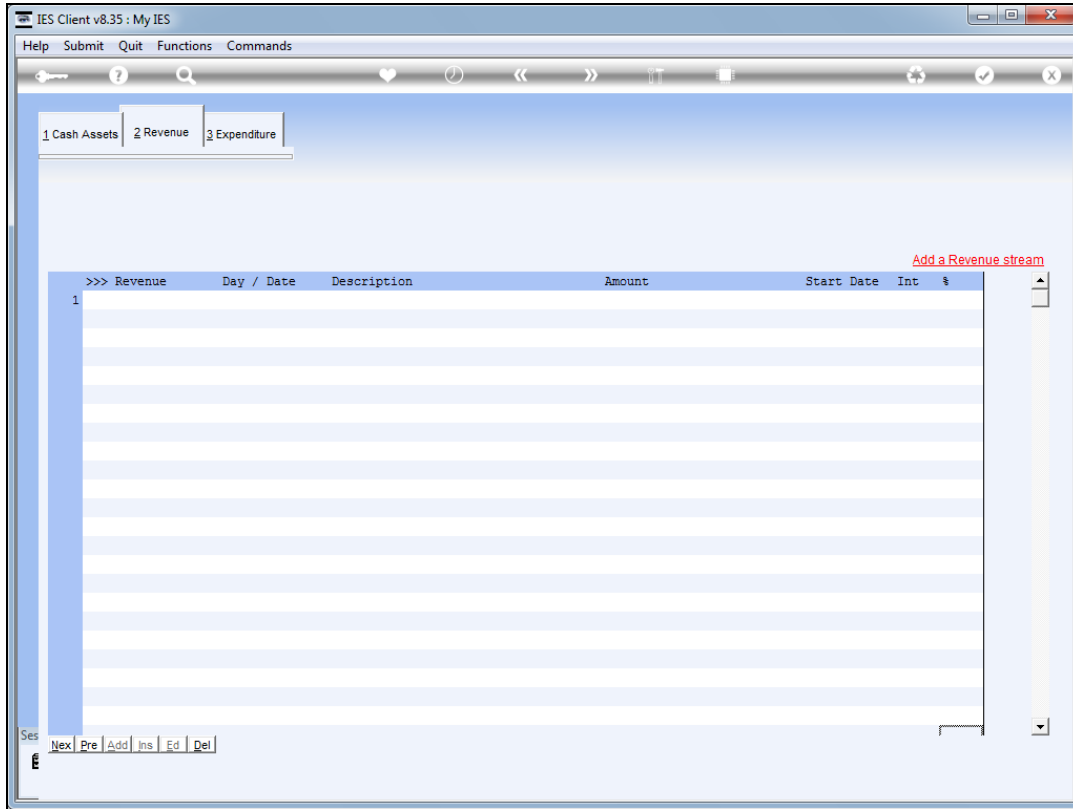 IES Client v8.35 : My IES
Help Submit Quit Functions Commands
1 Cash Assets 2 Revenue 3 Expenditure
Add a Revenue stream
>>> Revenue Day / Date Description Amount Start Date Int %
1
Ses
Nex Pre Add Ins Ed Del